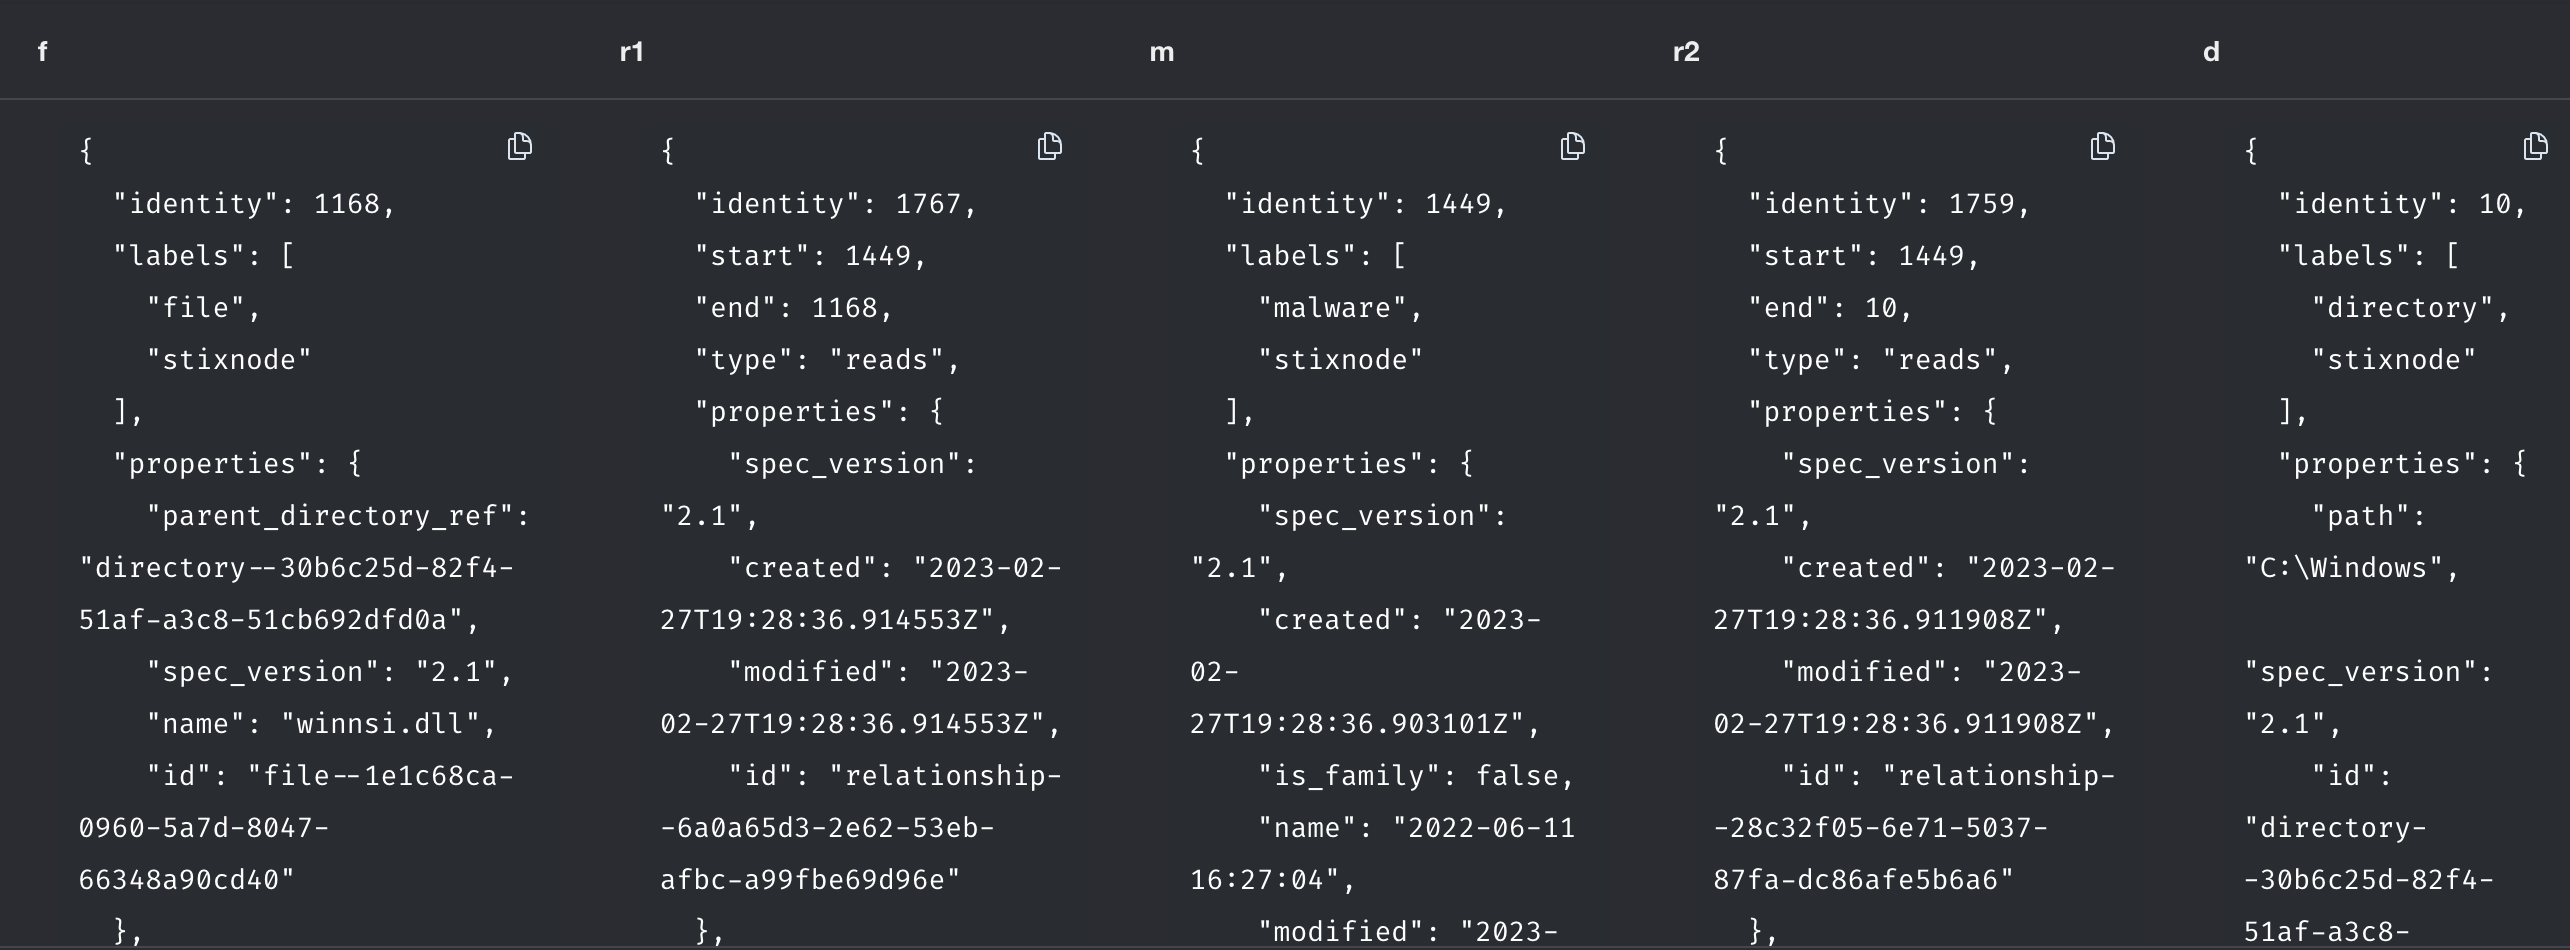 f
r1
m
r2
d
{
"identity": 1168,
"labels": [
"file",
"stixnode"
],
"properties": {
"parent_directory_ref":
"directory--30b6c25d-82f4-
51af-a3c8-51cb692dfd0a",
"spec_version": "2.1",
"name": "winnsi.dll",
"id": "file--1e1c68ca-
0960-5a7d-8047-
66348a90cd40"
},
{
"identity": 1767,
"start": 1449,
"end": 1168,
"type": "reads",
"properties": {
"spec_version":
"2.1",
"created": "2023-02-
27T19:28:36.914553Z",
"modified": "2023-
02-27T19:28:36.914553Z",
"id": "relationship-
-6a0a65d3-2e62-53eb-
afbc-a99fbe69d96e"
},
{
"identity": 1449,
"labels": [
"malware",
"stixnode"
],
"properties": {
"spec_version":
"2.1",
"created": "2023-
02-
27T19:28:36.903101Z",
"is_family": false,
"name": "2022-06-11
16:27:04",
"modified": "2023-
{
"identity": 1759,
"start": 1449,
"end": 10,
"type": "reads",
"properties": {
"spec_version":
"2.1",
"created": "2023-02-
27T19:28:36.911908Z",
"modified": "2023-
02-27T19:28:36.911908Z",
"id": "relationship-
-28c32f05-6e71-5037-
87fa-dc86afe5b6a6"
},
{
"identity": 10,
"labels": [
"directory",
"stixnode"
],
"properties": {
"path":
"C:\Windows",
"spec_version":
"2.1",
"id":
"directory-
-30b6c25d-82f4-
51af-a3c8-